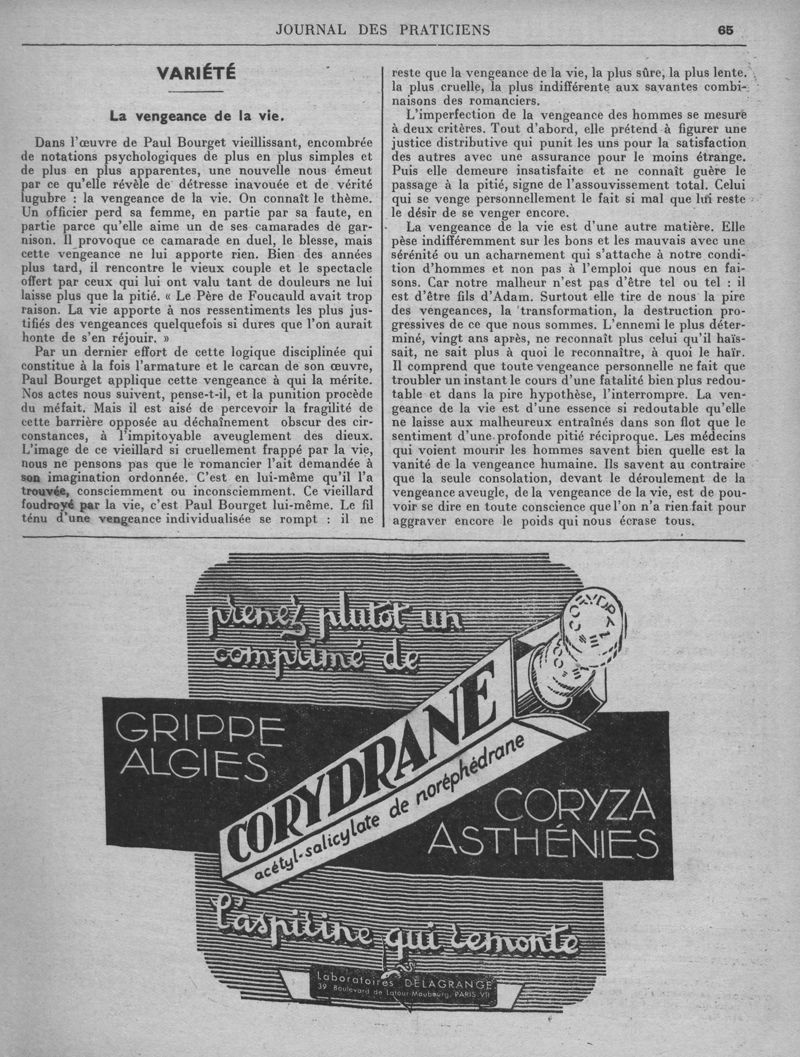 JOURNAL DES PRATICIENS 65
VARIÉTÉ
La vengeance de la vie.
Dans l'œuvre de Paul Bourget vieillissant, encombrée
de notations psychologiques de plus en plus simples et
de plus en plus apparentes, une nouvelle nous émeut
par ce qu'elle révèle de détresse inavouée et de vérité
lugubre : la vengeance de la vie. On connaît le thème.
Un officier perd sa femme, en partie par sa faute, en
partie parce qu'elle aime un de ses camarades de gar-
nison. Il provoque ce camarade en duel, le blesse, mais
cette vengeance ne lui apporte rien. Bien des années
plus tard, il rencontre le vieux couple et le spectacle
offert par ceux qui lui ont valu tant de douleurs ne lui
laisse plus que la pitié. « Le Père de Foucauld avait trop
raison. La vie apporte à nos ressentiments les plus jus-
tifiés des vengeances quelquefois si dures que l'on aurait
honte de s'en réjouir. »
Par un dernier effort de cette logique disciplinée qui
constitue à la fois l'armature et le carcan de son œuvre,
Paul Bourget applique cette vengeance à qui la mérite.
Nos actes nous suivent, pense-t-il, et la punition procède
du méfait. Mais il est aisé de percevoir la fragilité de
cette barrière opposée au déchaînement obscur des cir-
constances, à l'impitoyable aveuglement des dieux.
L'image de ce vieillard si cruellement frappé par la vie,
nous ne pensons pas que le romancier l'ait demandée à
son imagination ordonnée. C'est en lui-même qu'il l'a
trouvée, consciemment ou inconsciemment. Ce vieillard
foudroyé par la vie, c'est Paul Bourget lui-même. Le fil
ténu d'une vengeance individualisée se rompt : il ne
reste que la vengeance de la vie, la plus sûre, la plus lente.
la plus cruelle, la plus indifférente aux savantes combi-
naisons des romanciers.
L'imperfection de la vengeance des hommes se mesure
à deux critères. Tout d'abord, elle prétend à figurer une
justice distributive qui punit les uns pour la satisfaction
des autres avec une assurance pour le moins étrange.
Puis elle demeure insatisfaite et ne connaît guère le
passage à la pitié, signe de l'assouvissement total. Celui
qui se venge personnellement le fait si mal que lui reste
le désir de se venger encore.
La vengeance de la vie est d'une autre matière. Elle
pèse indifféremment sur les bons et les mauvais avec une
sérénité ou un acharnement qui s'attache à notre condi-
tion d'hommes et non pas à l'emploi que nous en fai-
sons. Car notre malheur n'est pas d'être tel ou tel : il
est d'être fils d'Adam. Surtout elle tire de nous la pire
des vengeances, la transformation, la destruction pro-
gressives de ce que nous sommes. L'ennemi le plus déter-
miné, vingt ans après, ne reconnaît plus celui qu'il haïs-
sait, ne sait plus à quoi le reconnaître, à quoi le haïr.
Il comprend que toute vengeance personnelle ne fait que
troubler un instant le cours d'une fatalité bien plus redou-
table et dans la pire hypothèse, l'interrompre. La ven-
geance de la vie est d'une essence si redoutable qu'elle
ne laisse aux malheureux entraînés dans son flot que le
sentiment d'une profonde pitié réciproque. Les médecins
qui voient mourir les hommes savent bien quelle est la
vanité de la vengeance humaine. Ils savent au contraire
que la seule consolation, devant le déroulement de la
vengeance aveugle, de la vengeance de la vie, est de pou-
voir se dire en toute conscience que l'on n'a rien fait pour
aggraver encore le poids qui nous écrase tous.
prenez plutôt un
comprimé de
CORYDRANE
GRIPPE
ALGIES
CORYDRANE
acétyl-salicylate de noréphédrane
CORYZA
ASTHÉNIES
l'aspirine qui remonte
Laboratoires DELAGRANGE
39 Boulevard de Latour-Maubourg, PARIS VII